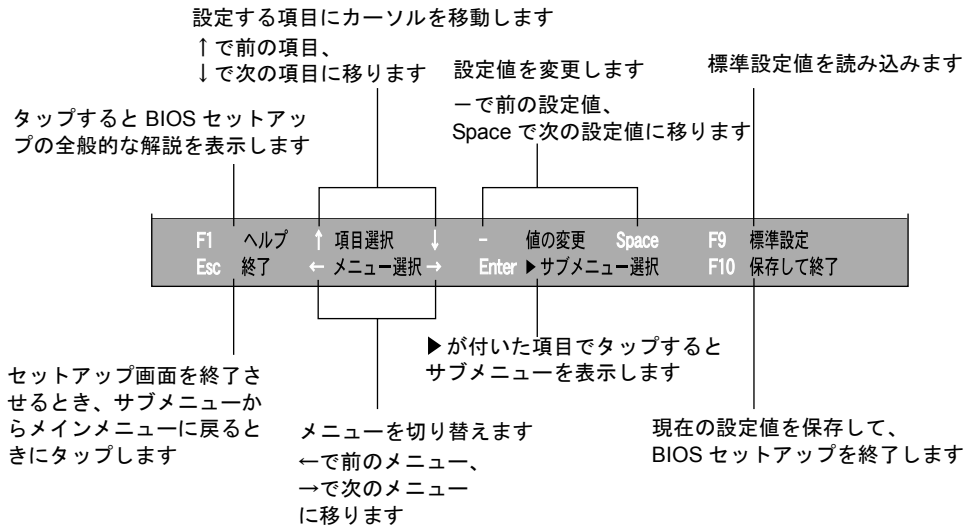 設定する項目にカーソルを移動します
↑で前の項目、
↓で次の項目に移ります
設定値を変更します
－で前の設定値、
Space で次の設定値に移ります
標準設定値を読み込みます
タップすると BIOS セットアッ
プの全般的な解説を表示します
F1 ヘルプ ↑ 項目選択 ↓ - 値の変更 Space F9 標準設定
Esc 終了 ← メニュー選択 → Enter ▶サブメニュー選択 F10 保存して終了
セットアップ画面を終了さ
せるとき、サブメニューか
らメインメニューに戻ると
きにタップします
メニューを切り替えます
←で前のメニュー、
→で次のメニュー
に移ります
▶が付いた項目でタップすると
サブメニューを表示します
現在の設定値を保存して、
BIOS セットアップを終了します